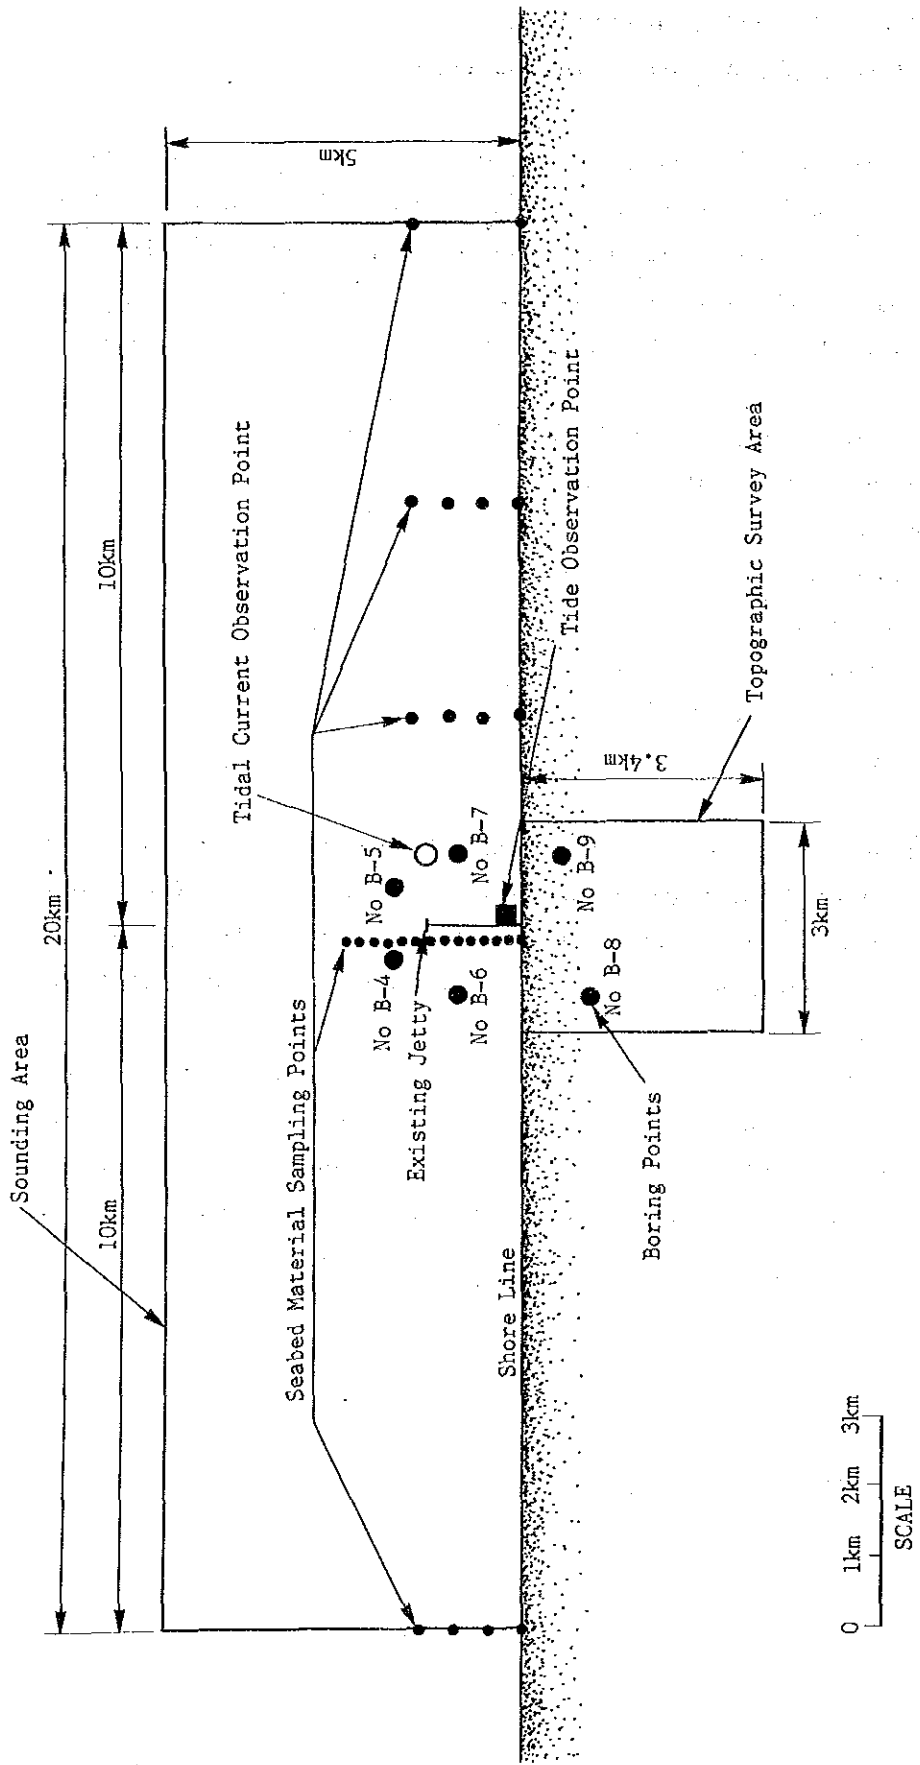 Sounding Area
20km
10km
10km
5km
Seabed Material Sampling Points
Tidal Current Observation Point
No B-4
No B-5
Existing Jetty
No B-6
No B-7
Shore Line
Tide Observation Point
No B-8
No B-9
3.4km
Boring Points
3km
Topographic Survey Area
0 1km 2km 3km
SCALE